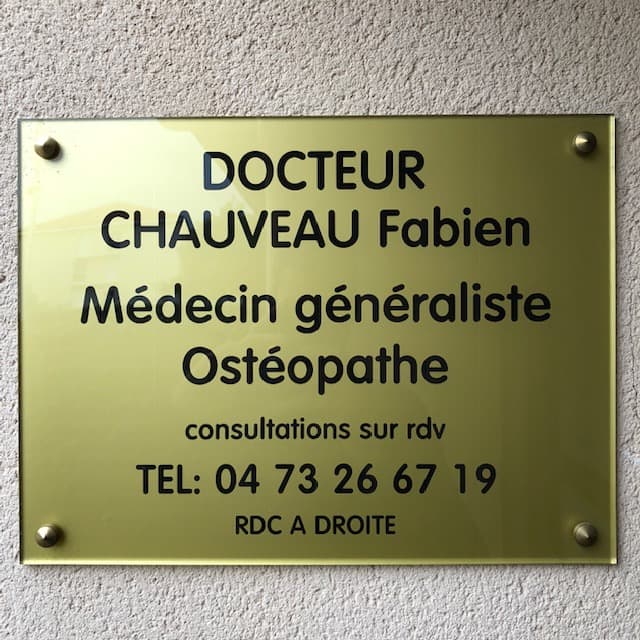 DOCTEUR
CHAUVEAU Fabien
Médecin généraliste
Ostéopathe
consultations sur rdv
TEL: 04 73 26 67 19
RDC A DROITE